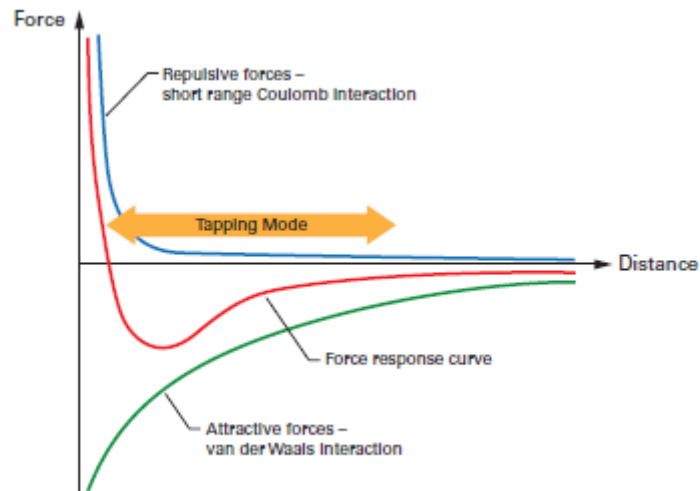 Force
Repulsive forces –
short range Coulomb interaction
Tapping Mode
Distance
Force response curve
Attractive forces –
van der Waals interaction